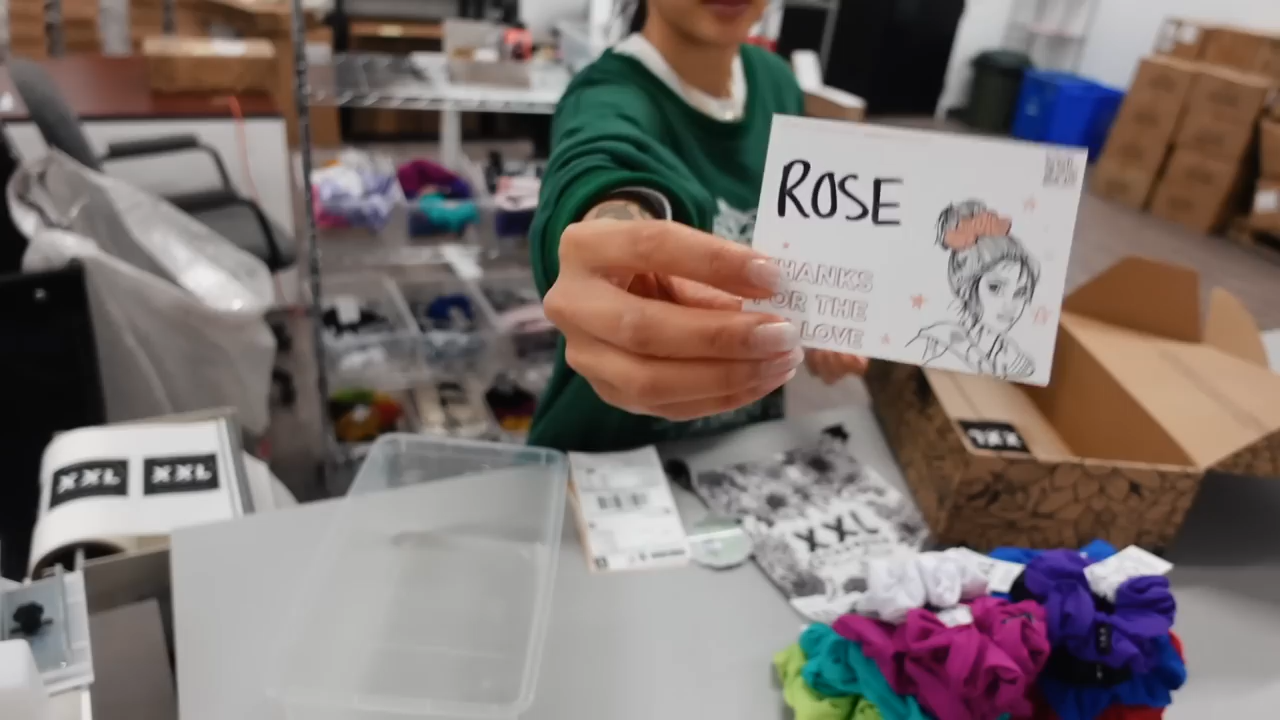 ROSE
THANKS
FOR THE
LOVE
XXL XXL
XXL
XXL